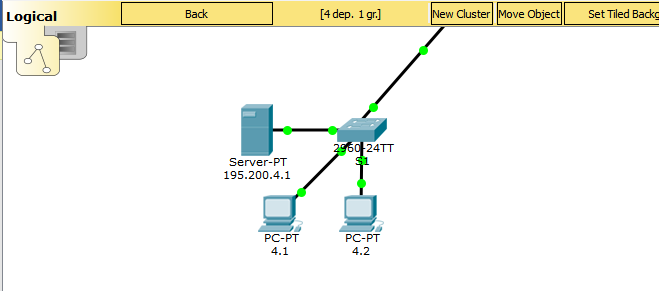 Logical
Back
[4 dep. 1 gr.]
New Cluster
Move Object
Set Tiled Backg
2960-24TT
S1
Server-PT
195.200.4.1
PC-PT
4.1
PC-PT
4.2